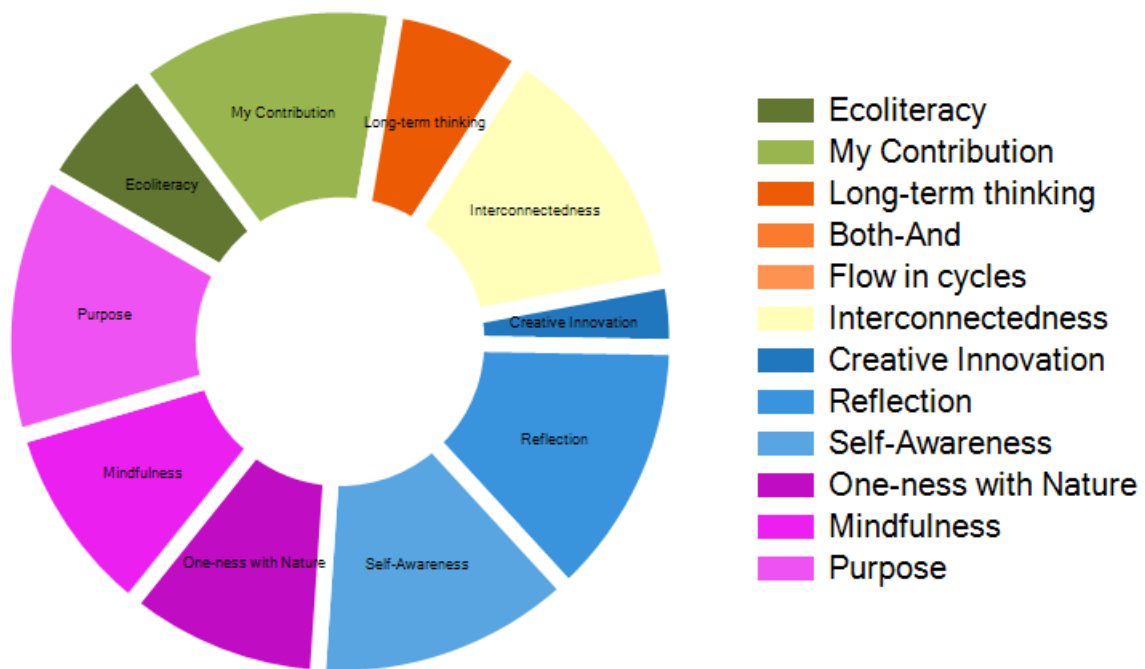 My Contribution
Long-term thinking
Ecoliteracy
Interconnectedness
Purpose
Creative Innovation
Reflection
Mindfulness
One-ness with Nature
Self-Awareness
Ecoliteracy
My Contribution
Long-term thinking
Both-And
Flow in cycles
Interconnectedness
Creative Innovation
Reflection
Self-Awareness
One-ness with Nature
Mindfulness
Purpose